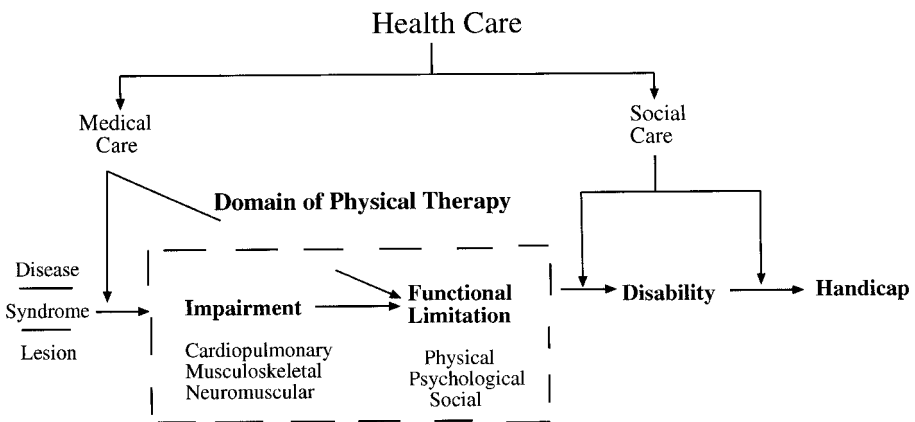 Health Care
Medical
Care
Social
Care
Domain of Physical Therapy
Disease
Syndrome
Lesion
Impairment
Cardiopulmonary
Musculoskeletal
Neuromuscular
Functional
Limitation
Physical
Psychological
Social
Disability
Handicap